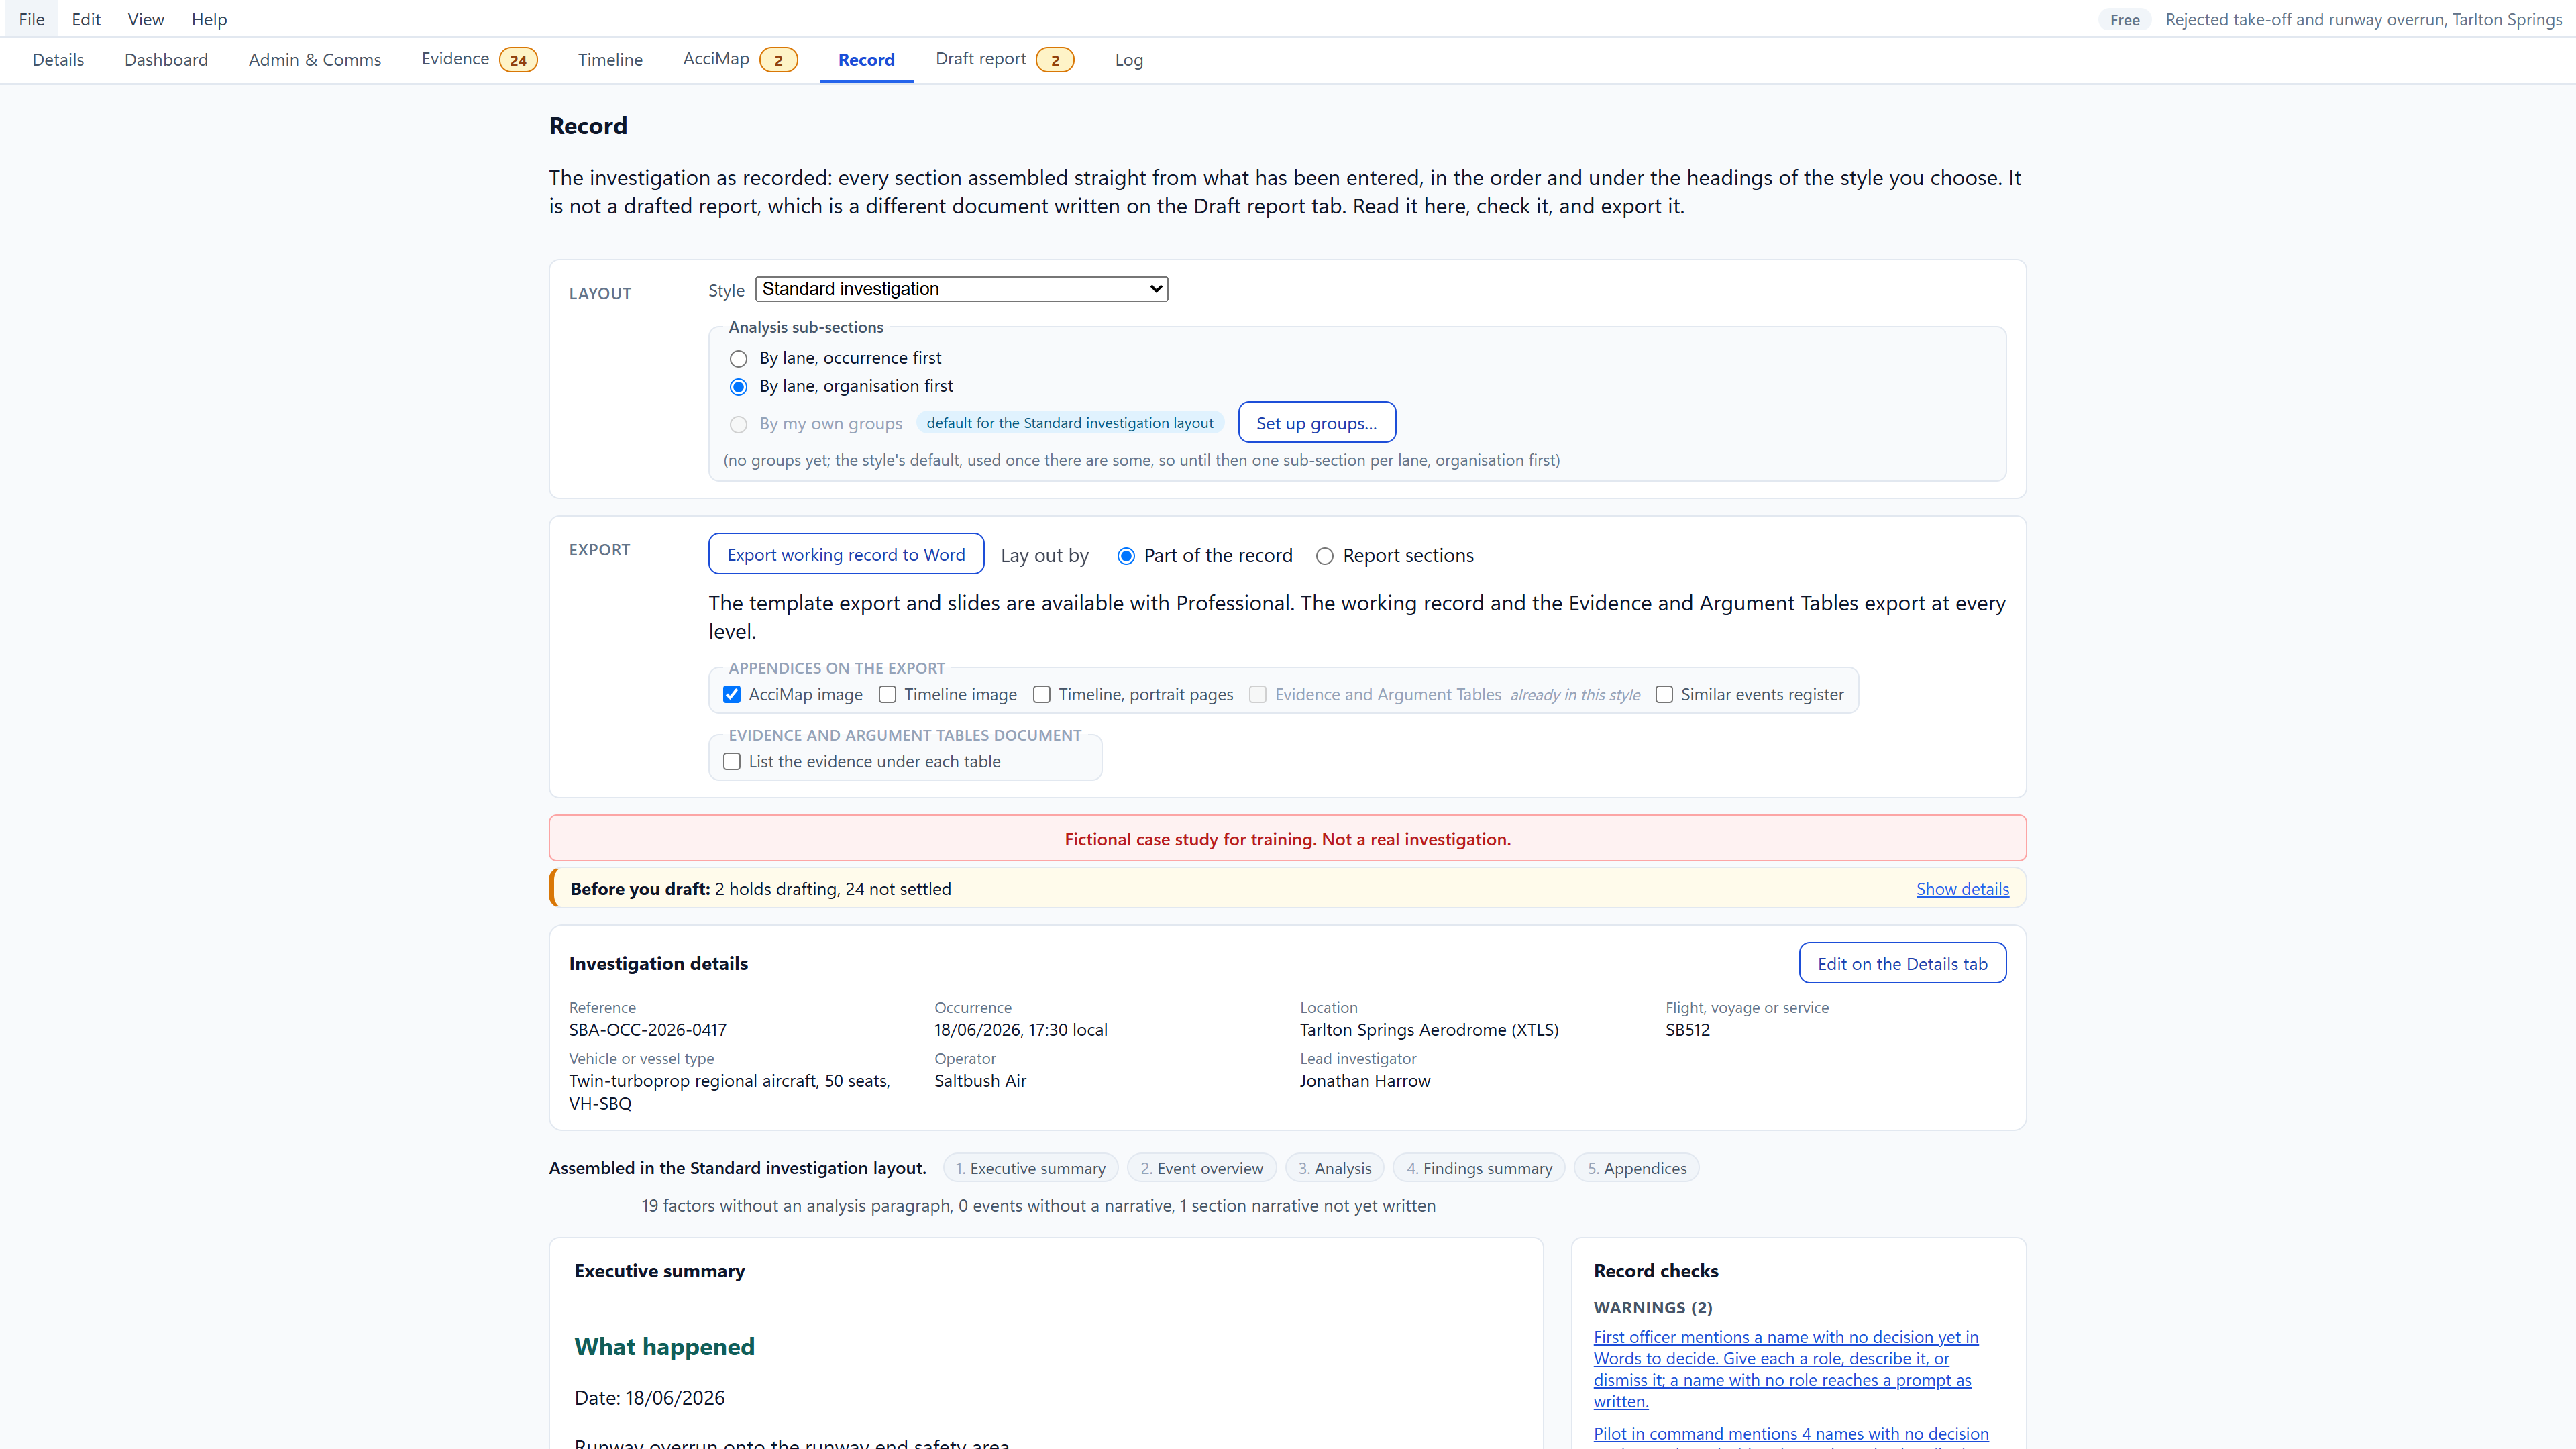 File Edit View Help Free Rejected take-off and runway overrun, Tarlton Springs
Details Dashboard Admin & Comms Evidence 24 Timeline AcciMap 2 Record Draft report 2 Log
Record
The investigation as recorded: every section assembled straight from what has been entered, in the order and under the headings of the style you choose. It
is not a drafted report, which is a different document written on the Draft report tab. Read it here, check it, and export it.
LAYOUT
Style Standard investigation
Analysis sub-sections
By lane, occurrence first
By lane, organisation first
By my own groups default for the Standard investigation layout Set up groups...
(no groups yet; the style's default, used once there are some, so until then one sub-section per lane, organisation first)
EXPORT
Export working record to Word Lay out by Part of the record Report sections
The template export and slides are available with Professional. The working record and the Evidence and Argument Tables export at every
level.
APPENDICES ON THE EXPORT
AcciMap image Timeline image Timeline, portrait pages Evidence and Argument Tables already in this style Similar events register
EVIDENCE AND ARGUMENT TABLES DOCUMENT
List the evidence under each table
Fictional case study for training. Not a real investigation.
Before you draft: 2 holds drafting, 24 not settled Show details
Investigation details Edit on the Details tab
Reference Occurrence Location Flight, voyage or service
SBA-OCC-2026-0417 18/06/2026, 17:30 local Tarlton Springs Aerodrome (XTLS) SB512
Vehicle or vessel type Operator Lead investigator
Twin-turboprop regional aircraft, 50 seats, Saltbush Air Jonathan Harrow
VH-SBQ
Assembled in the Standard investigation layout. 1. Executive summary 2. Event overview 3. Analysis 4. Findings summary 5. Appendices
19 factors without an analysis paragraph, 0 events without a narrative, 1 section narrative not yet written
Executive summary
What happened
Date: 18/06/2026
Runway overrun onto the runway end safety area
Record checks
WARNINGS (2)
First officer mentions a name with no decision yet in
Words to decide. Give each a role, describe it, or
dismiss it; a name with no role reaches a prompt as
written.
Pilot in command mentions 4 names with no decision